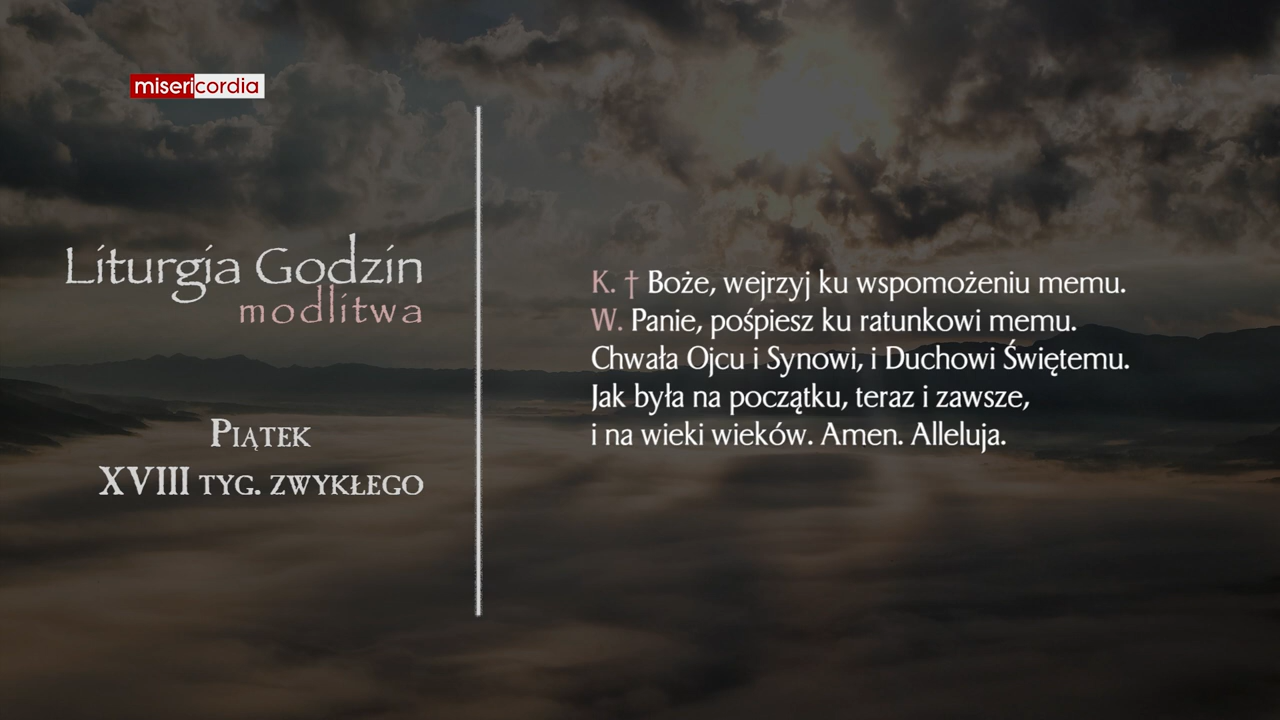 misericordia
Liturgia Godzin
modlitwa
Piątek
XVIII tyg. zwykłego
K. † Boże, wejrzyj ku wspomożeniu memu.
W. Panie, pośpiesz ku ratunkowi memu.
Chwała Ojcu i Synowi, i Duchowi Świętemu.
Jak była na początku, teraz i zawsze,
i na wieki wieków. Amen. Alleluja.